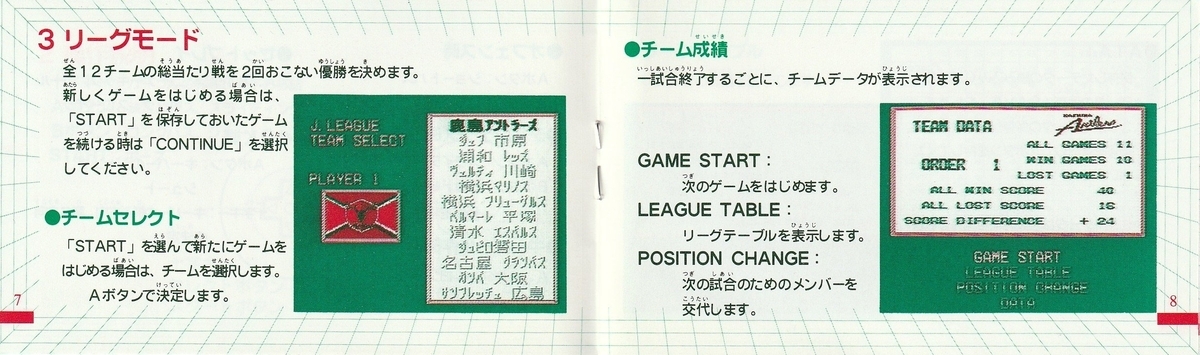 3 リーグモード
全12チームの総当たり戦を2回おこない優勝を決めます。
新しくゲームをはじめる場合は、
「START」を保存しておいたゲーム
を続ける時は「CONTINUE」を選択
してください。
●チームセレクト
「START」を選んで新たにゲームを
はじめる場合は、チームを選択します。
Aボタンで決定します。
J. LEAGUE
TEAM SELECT
PLAYER 1
鹿島アントラーズ
ジェフ 市原
浦和 レッズ
ヴェルディ 川崎
横浜 マリノス
横浜 フリューゲルス
ベルマーレ 平塚
清水 エスパルス
ジュビロ 磐田
名古屋 グランパス
ガンバ 大阪
サンフレッチェ 広島
7
●チーム成績
一試合終了するごとに、チームデータが表示されます。
GAME START：
次のゲームをはじめます。
LEAGUE TABLE：
リーグテーブルを表示します。
POSITION CHANGE：
次の試合のためのメンバーを
交代します。
TEAM DATA
KASHIMA
Antlers
ORDER 1
ALL GAMES 11
WIN GAMES 10
LOST GAMES 1
ALL WIN SCORE 40
ALL LOST SCORE 16
SCORE DIFFERENCE +24
GAME START
LEAGUE TABLE
POSITION CHANGE
DATA
8